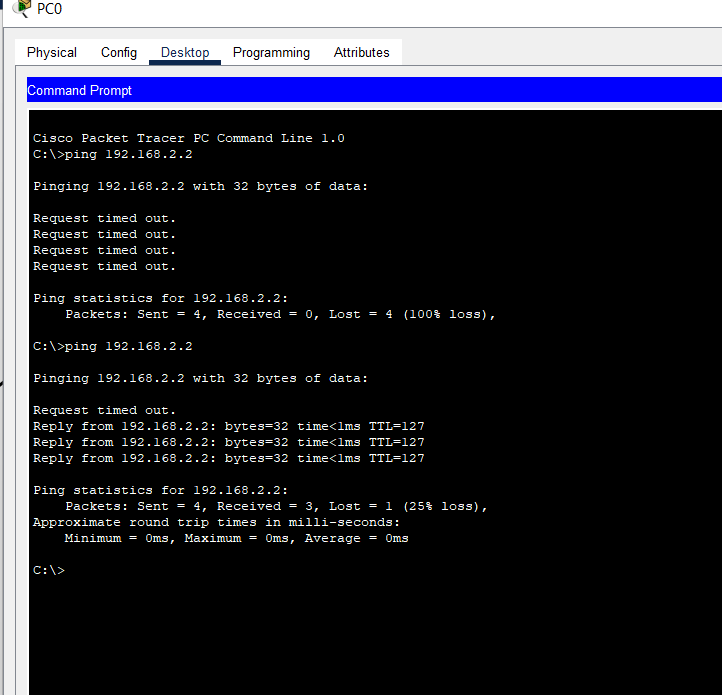 PC0
Physical Config Desktop Programming Attributes
Command Prompt
Cisco Packet Tracer PC Command Line 1.0
C:\>ping 192.168.2.2
Pinging 192.168.2.2 with 32 bytes of data:
Request timed out.
Request timed out.
Request timed out.
Request timed out.
Ping statistics for 192.168.2.2:
Packets: Sent = 4, Received = 0, Lost = 4 (100% loss),
C:\>ping 192.168.2.2
Pinging 192.168.2.2 with 32 bytes of data:
Request timed out.
Reply from 192.168.2.2: bytes=32 time<1ms TTL=127
Reply from 192.168.2.2: bytes=32 time<1ms TTL=127
Reply from 192.168.2.2: bytes=32 time<1ms TTL=127
Ping statistics for 192.168.2.2:
Packets: Sent = 4, Received = 3, Lost = 1 (25% loss),
Approximate round trip times in milli-seconds:
Minimum = 0ms, Maximum = 0ms, Average = 0ms
C:\>